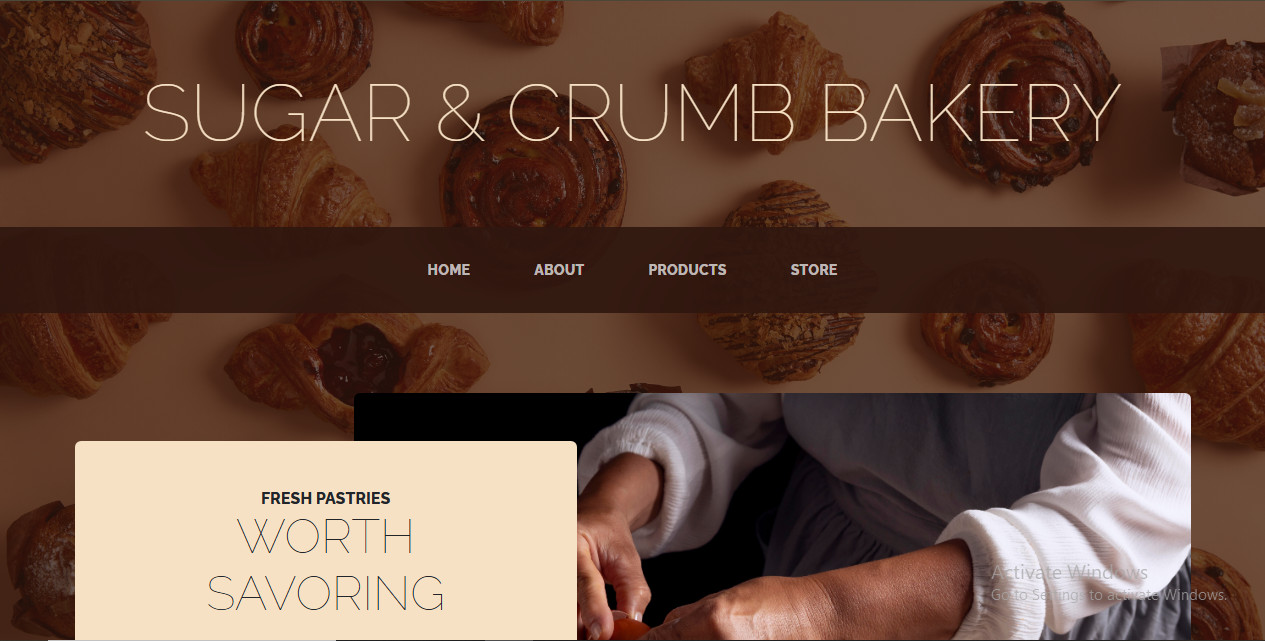 SUGAR & CRUMB BAKERY
HOME ABOUT PRODUCTS STORE
FRESH PASTRIES
WORTH
SAVORING
Activate Windows
Go to Settings to activate Windows.